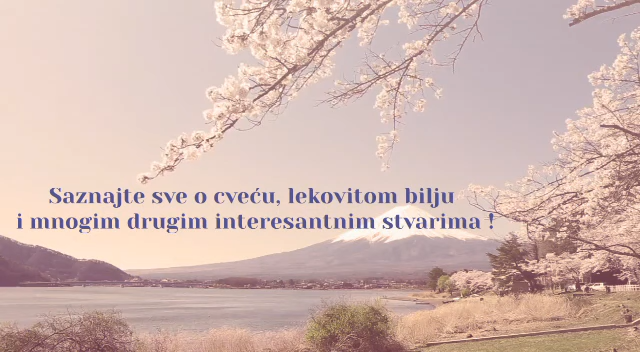 Saznajte sve o cveću, lekovitom bilju
i mnogim drugim interesantnim stvarima !